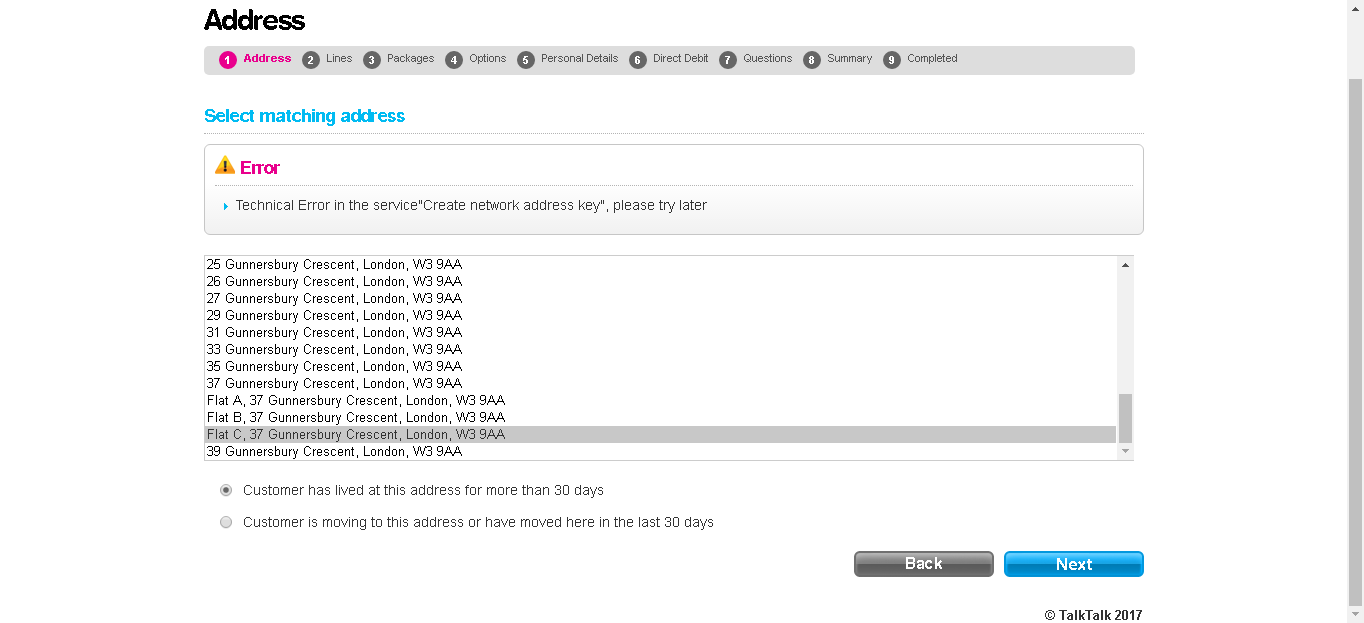 Address
1 Address 2 Lines 3 Packages 4 Options 5 Personal Details 6 Direct Debit 7 Questions 8 Summary 9 Completed
Select matching address
Error
Technical Error in the service"Create network address key", please try later
25 Gunnersbury Crescent, London, W3 9AA
26 Gunnersbury Crescent, London, W3 9AA
27 Gunnersbury Crescent, London, W3 9AA
29 Gunnersbury Crescent, London, W3 9AA
31 Gunnersbury Crescent, London, W3 9AA
33 Gunnersbury Crescent, London, W3 9AA
35 Gunnersbury Crescent, London, W3 9AA
37 Gunnersbury Crescent, London, W3 9AA
Flat A, 37 Gunnersbury Crescent, London, W3 9AA
Flat B, 37 Gunnersbury Crescent, London, W3 9AA
Flat C, 37 Gunnersbury Crescent, London, W3 9AA
39 Gunnersbury Crescent, London, W3 9AA
Customer has lived at this address for more than 30 days
Customer is moving to this address or have moved here in the last 30 days
Back Next
© TalkTalk 2017